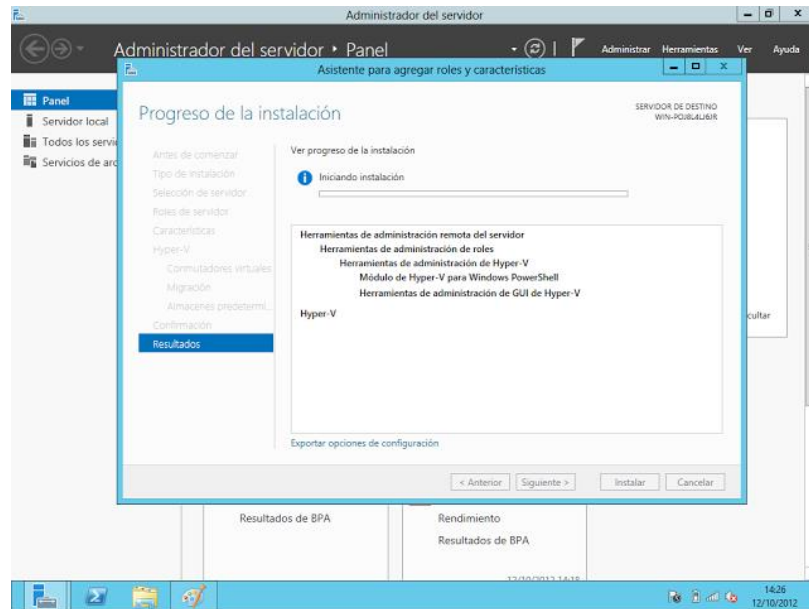 Administrador del servidor
Administrador del servidor ‣ Panel
Administrar Herramientas Ver Ayuda
Panel
Servidor local
Todos los servi
Servicios de arc
Asistente para agregar roles y características
Progreso de la instalación
SERVIDOR DE DESTINO
Antes de comenzar
Tipo de instalación
Selección de servidor
Roles de servidor
Características
Hyper-V
Conmutadores virtuales
Migración
Almacenes predetermi...
Confirmación
Resultados
Ver progreso de la instalación
Iniciando instalación
Herramientas de administración remota del servidor
Herramientas de administración de roles
Herramientas de administración de Hyper-V
Módulo de Hyper-V para Windows PowerShell
Herramientas de administración de GUI de Hyper-V
Hyper-V
Exportar opciones de configuración
< Anterior Siguiente > Instalar Cancelar
cultar
Resultados de BPA
Rendimiento
Resultados de BPA
12/10/2012 14:18
14:26
12/10/2012